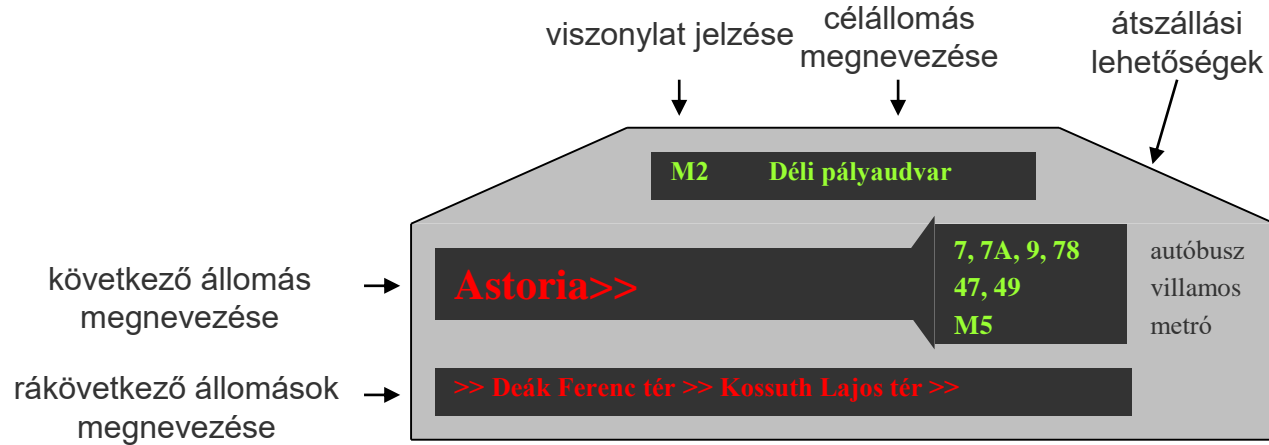 viszonylat jelzése
célállomás
megnevezése
átszállási
lehetőségek
M2 Déli pályaudvar
következő állomás
megnevezése
Astoria>>
7, 7A, 9, 78 autóbusz
47, 49 villamos
M5 metró
rákövetkező állomások
megnevezése
>> Deák Ferenc tér >> Kossuth Lajos tér >>